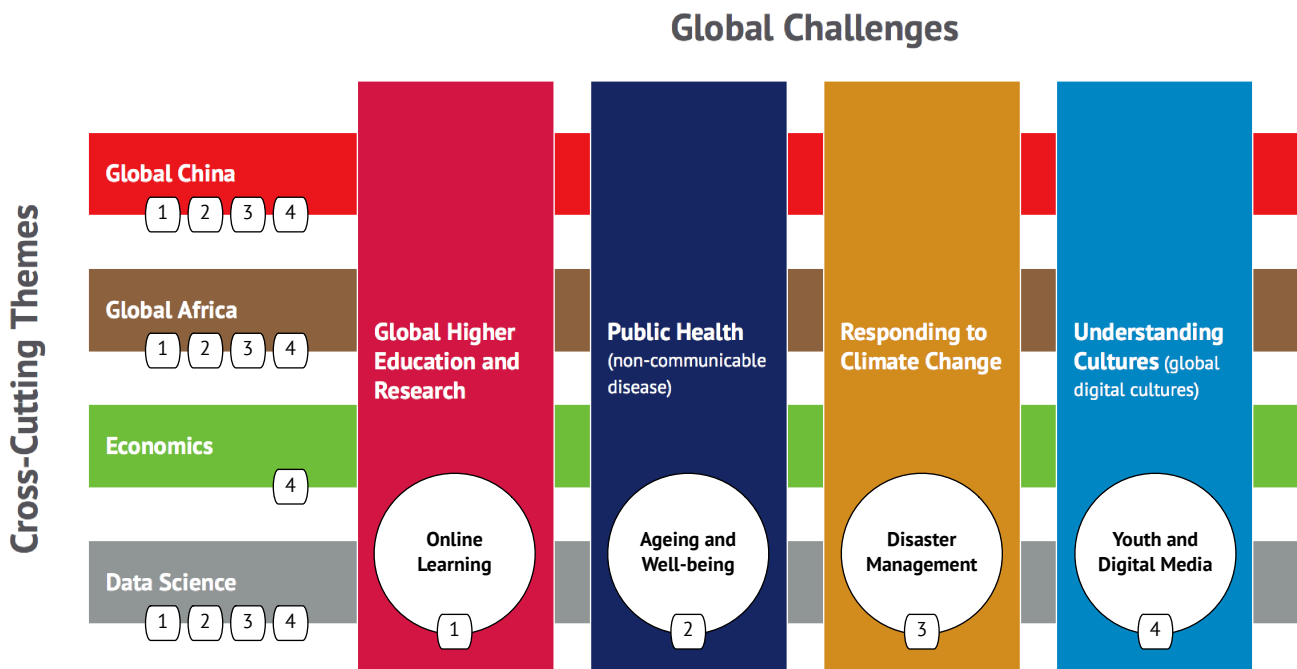 Global Challenges
Cross-Cutting Themes
Global China
1 2 3 4
Global Africa
1 2 3 4
Economics
4
Data Science
1 2 3 4
Global Higher
Education and
Research
Online
Learning
1
Public Health
(non-communicable
disease)
Ageing and
Well-being
2
Responding to
Climate Change
Disaster
Management
3
Understanding
Cultures (global
digital cultures)
Youth and
Digital Media
4